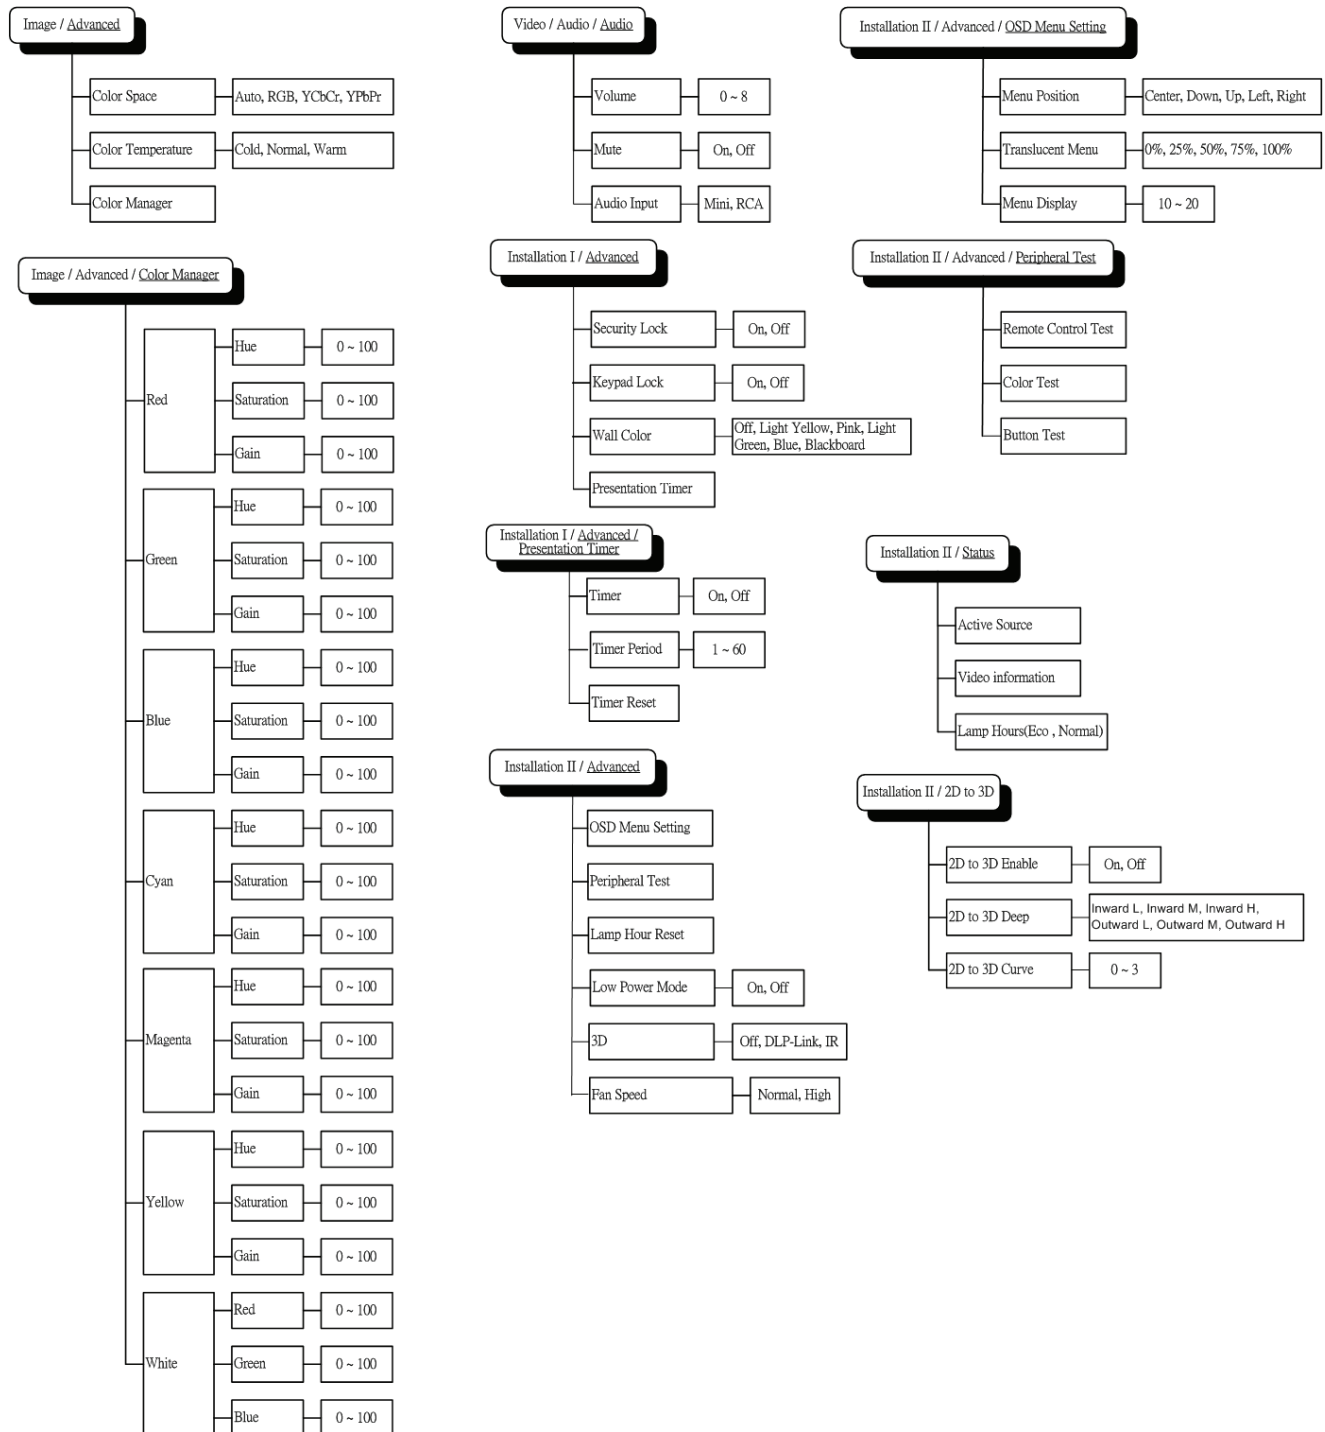 Image / Advanced
Color Space
Auto, RGB, YCbCr, YPbPr
Color Temperature
Cold, Normal, Warm
Color Manager
Image / Advanced / Color Manager
Red
Hue
0 ~ 100
Saturation
0 ~ 100
Gain
0 ~ 100
Green
Hue
0 ~ 100
Saturation
0 ~ 100
Gain
0 ~ 100
Blue
Hue
0 ~ 100
Saturation
0 ~ 100
Gain
0 ~ 100
Cyan
Hue
0 ~ 100
Saturation
0 ~ 100
Gain
0 ~ 100
Magenta
Hue
0 ~ 100
Saturation
0 ~ 100
Gain
0 ~ 100
Yellow
Hue
0 ~ 100
Saturation
0 ~ 100
Gain
0 ~ 100
White
Red
0 ~ 100
Green
0 ~ 100
Blue
0 ~ 100
Video / Audio / Audio
Volume
0 ~ 8
Mute
On, Off
Audio Input
Mini, RCA
Installation I / Advanced
Security Lock
On, Off
Keypad Lock
On, Off
Wall Color
Off, Light Yellow, Pink, Light
Green, Blue, Blackboard
Presentation Timer
Installation I / Advanced /
Presentation Timer
Timer
On, Off
Timer Period
1 ~ 60
Timer Reset
Installation II / Advanced
OSD Menu Setting
Peripheral Test
Lamp Hour Reset
Low Power Mode
On, Off
3D
Off, DLP-Link, IR
Fan Speed
Normal, High
Installation II / Advanced / OSD Menu Setting
Menu Position
Center, Down, Up, Left, Right
Translucent Menu
0%, 25%, 50%, 75%, 100%
Menu Display
10 ~ 20
Installation II / Advanced / Peripheral Test
Remote Control Test
Color Test
Button Test
Installation II / Status
Active Source
Video information
Lamp Hours(Eco , Normal)
Installation II / 2D to 3D
2D to 3D Enable
On, Off
2D to 3D Deep
Inward L, Inward M, Inward H,
Outward L, Outward M, Outward H
2D to 3D Curve
0 ~ 3